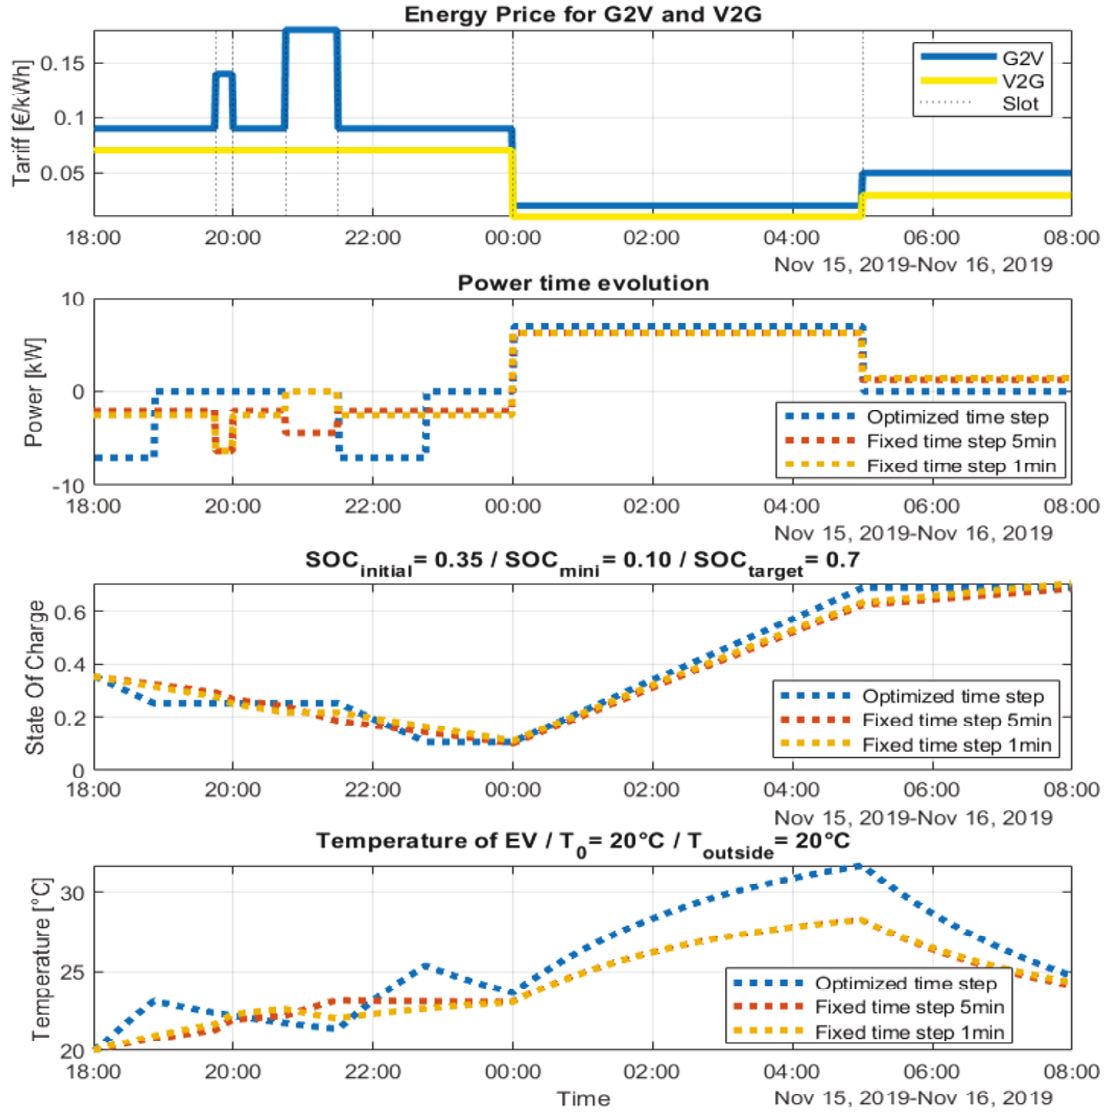 Energy Price for G2V and V2G
Tariff [€/kWh]
0.15
0.1
0.05
G2V
V2G
Slot
18:00 20:00 22:00 00:00 02:00 04:00 06:00 08:00
Nov 15, 2019-Nov 16, 2019
Power time evolution
Power [kW]
10
0
-10
Optimized time step
Fixed time step 5min
Fixed time step 1min
18:00 20:00 22:00 00:00 02:00 04:00 06:00 08:00
Nov 15, 2019-Nov 16, 2019
SOCinitial= 0.35 / SOCmini= 0.10 / SOCtarget= 0.7
State Of Charge
0.6
0.4
0.2
0
Optimized time step
Fixed time step 5min
Fixed time step 1min
18:00 20:00 22:00 00:00 02:00 04:00 06:00 08:00
Nov 15, 2019-Nov 16, 2019
Temperature of EV / T0= 20°C / Toutside= 20°C
Temperature [°C]
30
25
20
Optimized time step
Fixed time step 5min
Fixed time step 1min
18:00 20:00 22:00 00:00 02:00 04:00 06:00 08:00
Time
Nov 15, 2019-Nov 16, 2019